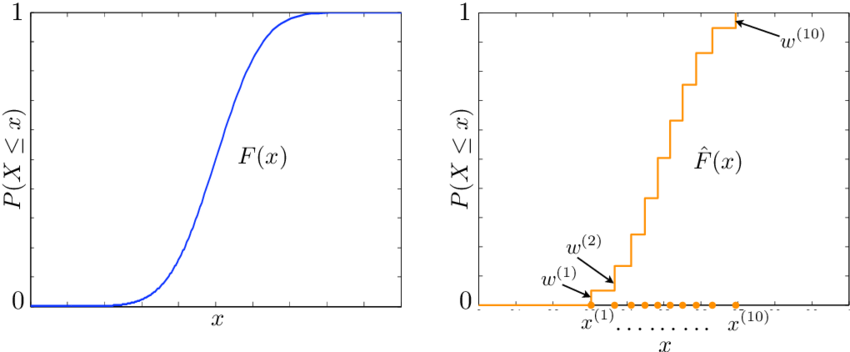 1
P(X ≤ x)
F(x)
0
x
1
w^{(10)}
P(X ≤ x)
F̂(x)
w^{(2)}
w^{(1)}
0
x^{(1)} ......... x^{(10)}
x